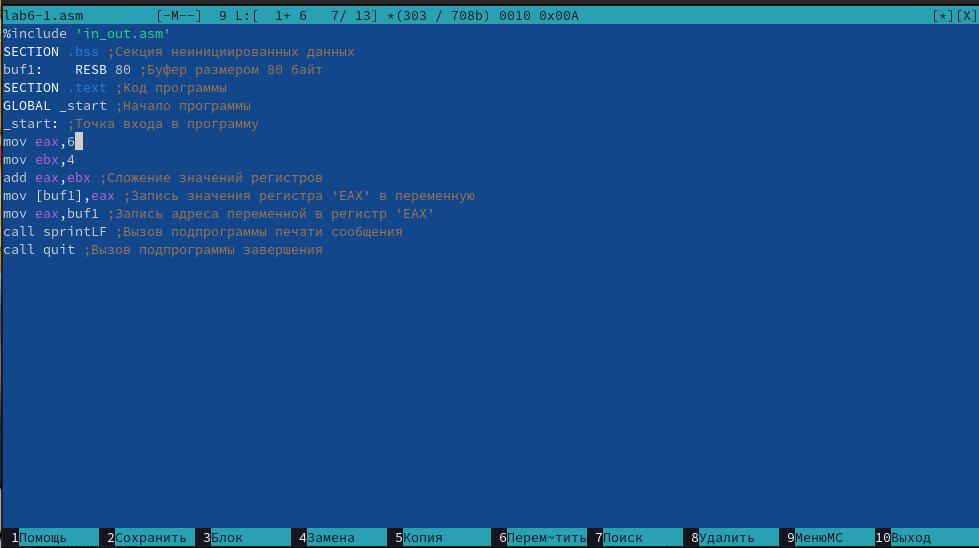 lab6-1.asm [-M--] 9 L:[ 1+ 6 7/ 13] *(303 / 708b) 0010 0x00A [*][X]
%include 'in_out.asm'
SECTION .bss ;Секция неинициированных данных
buf1: RESB 80 ;Буфер размером 80 байт
SECTION .text ;Код программы
GLOBAL _start ;Начало программы
_start: ;Точка входа в программу
mov eax,6
mov ebx,4
add eax,ebx ;Сложение значений регистров
mov [buf1],eax ;Запись значения регистра 'EAX' в переменную
mov eax,buf1 ;Запись адреса переменной в регистр 'EAX'
call sprintLF ;Вызов подпрограммы печати сообщения
call quit ;Вызов подпрограммы завершения
1Помощь 2Сохранить 3Блок 4Замена 5Копия 6Перем~тить 7Поиск 8Удалить 9МенюMC 10Выход